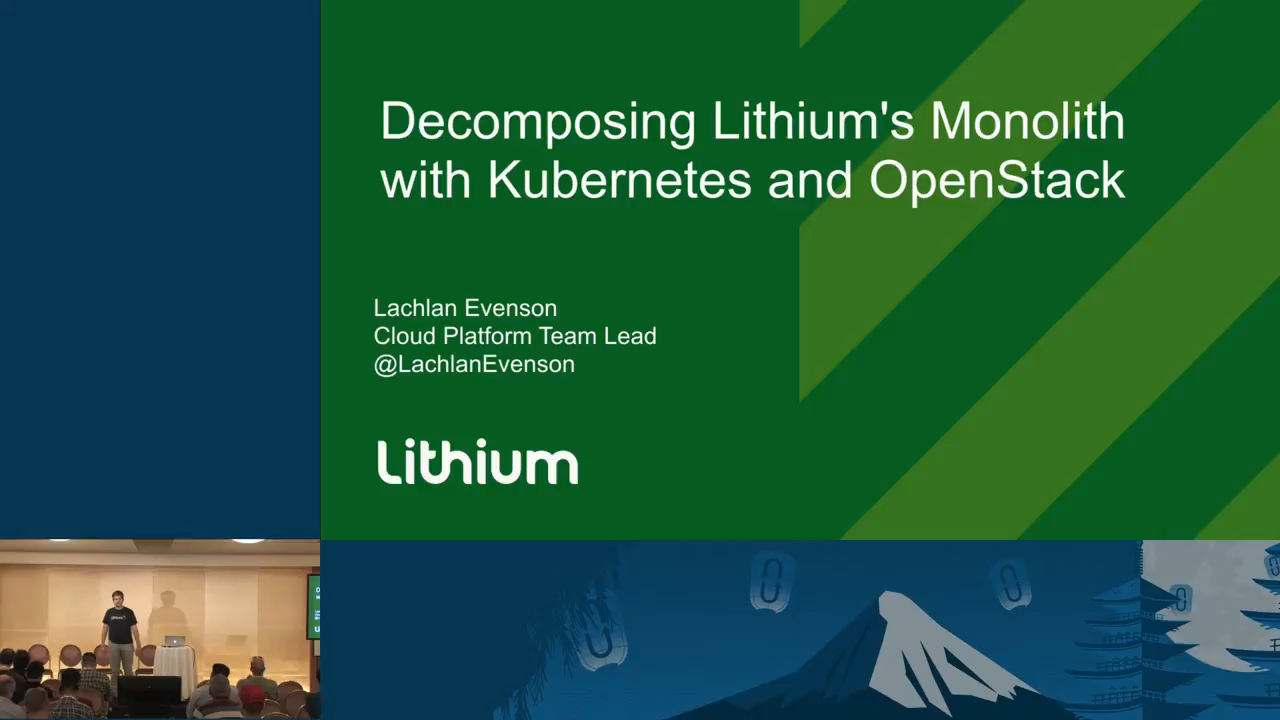 Decomposing Lithium's Monolith
with Kubernetes and OpenStack
Lachlan Evenson
Cloud Platform Team Lead
@LachlanEvenson
Lithium